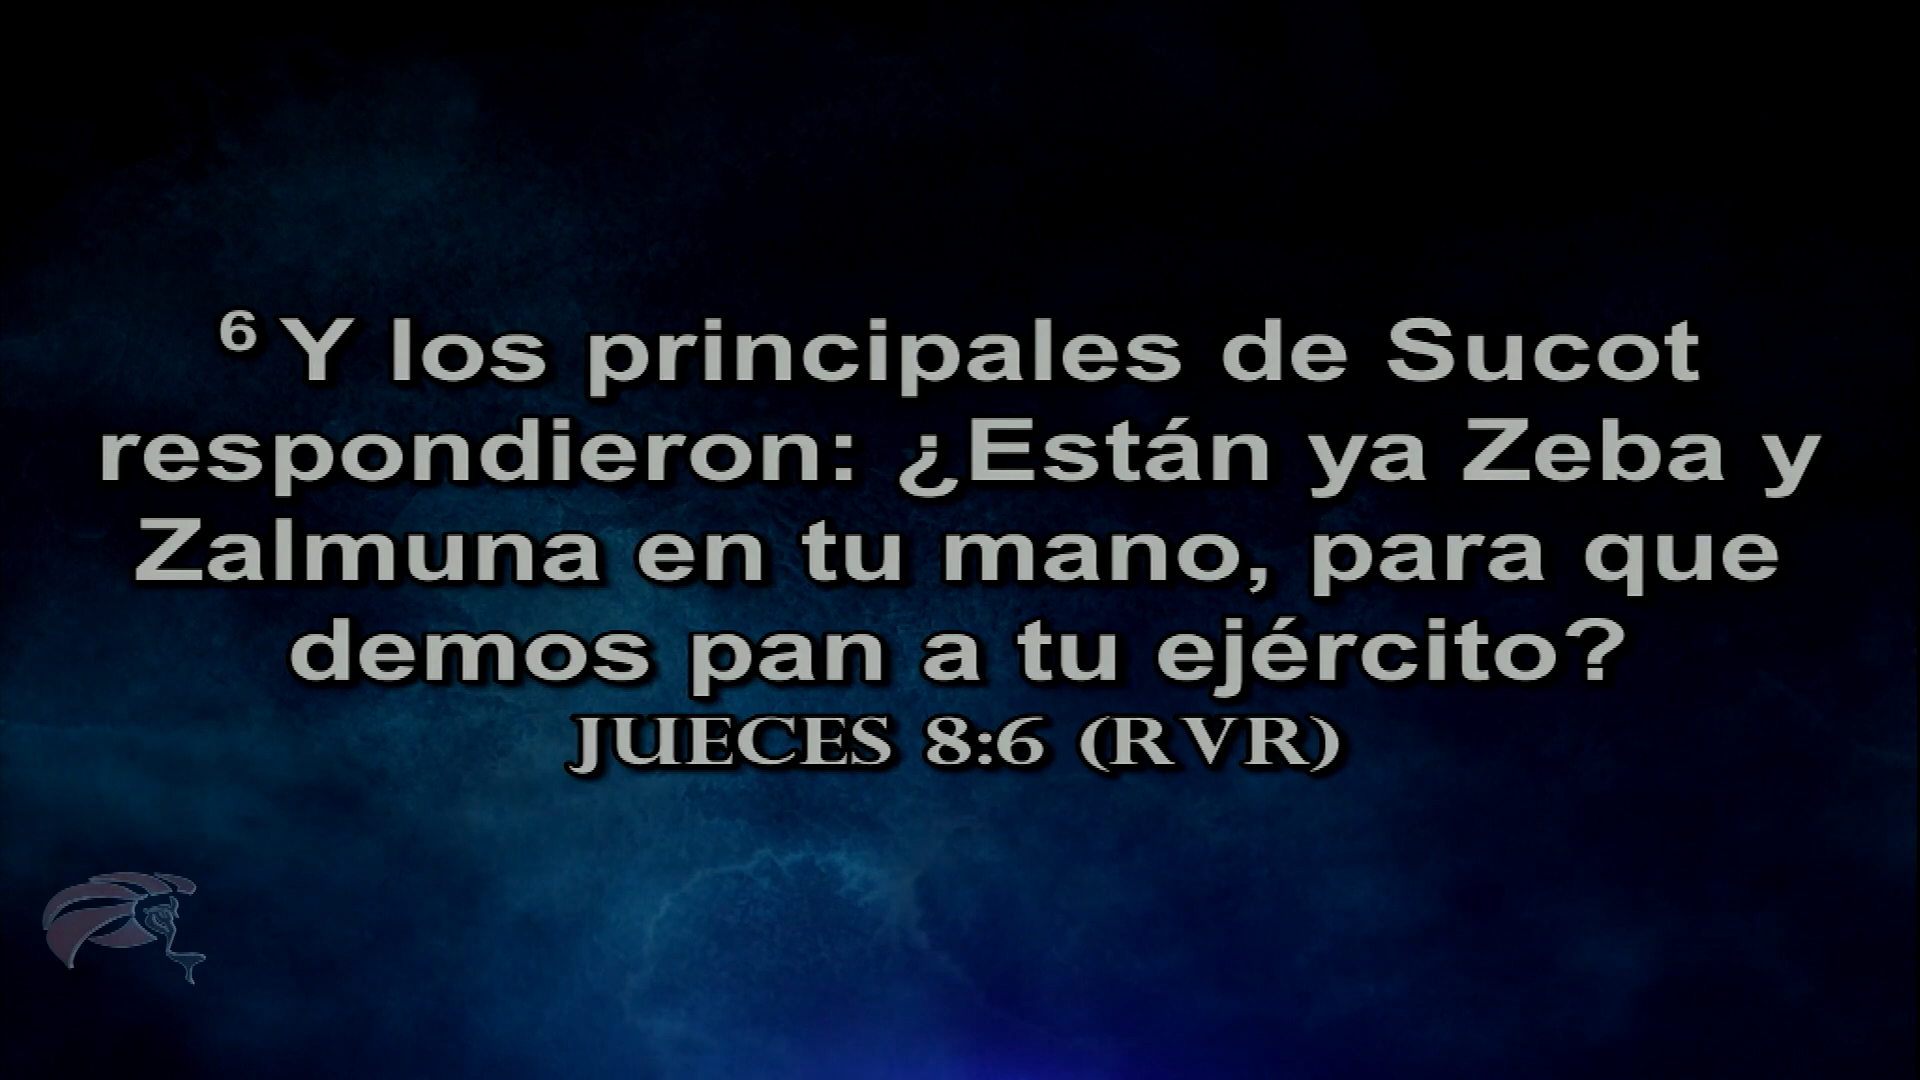 6 Y los principales de Sucot
respondieron: ¿Están ya Zeba y
Zalmuna en tu mano, para que
demos pan a tu ejército?
JUECES 8:6 (RVR)